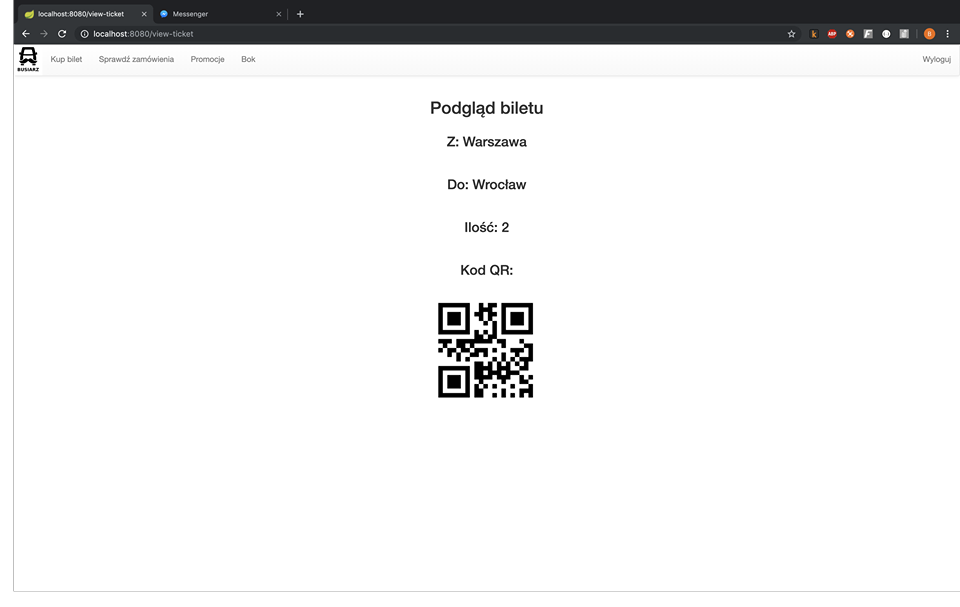 localhost:8080/view-ticket
Messenger
localhost:8080/view-ticket
k
ABP
B
BUSIARZ
Kup bilet
Sprawdź zamówienia
Promocje
Bok
Wyloguj
Podgląd biletu
Z: Warszawa
Do: Wrocław
Ilość: 2
Kod QR: